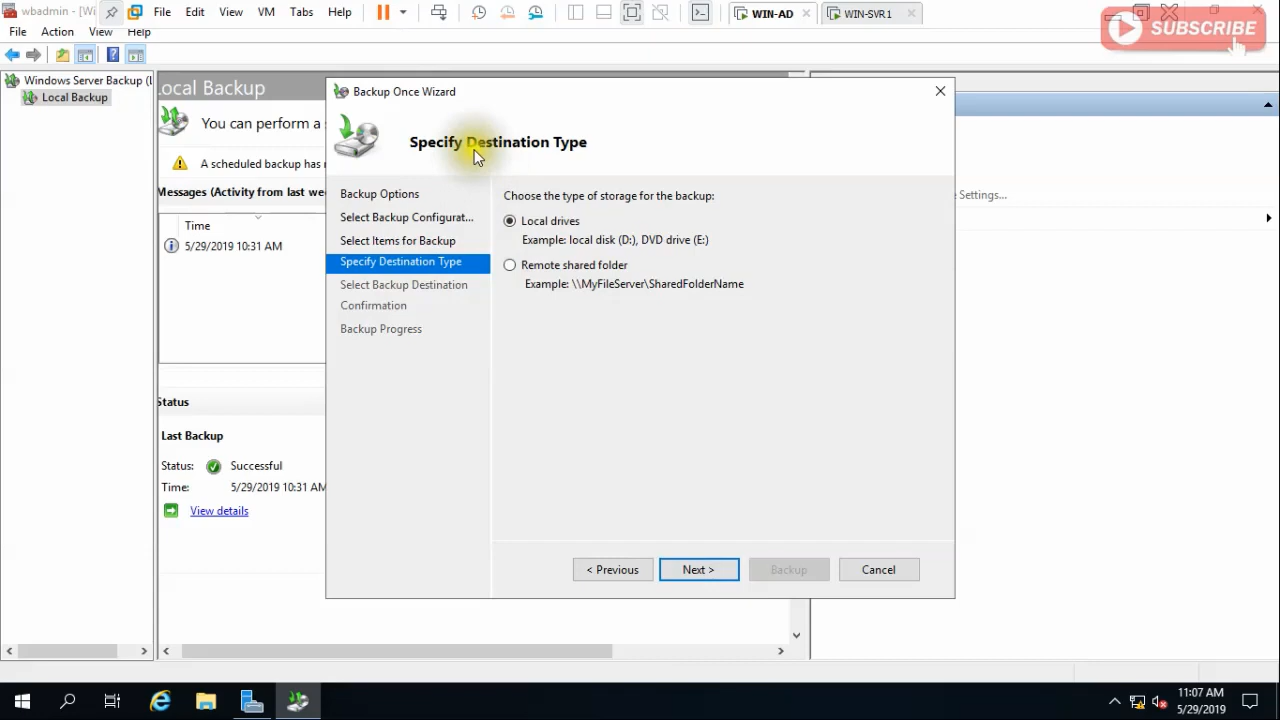 wbadmin - [Wi
File Edit View VM Tabs Help
WIN-AD
WIN-SVR1
SUBSCRIBE
File Action View Help
Windows Server Backup (L
Local Backup
ocal Backup
You can perform a s
A scheduled backup has n
Messages (Activity from last wee
Time
5/29/2019 10:31 AM
Status
Last Backup
Status: Successful
Time: 5/29/2019 10:31 AM
View details
Backup Once Wizard
Specify Destination Type
Backup Options
Select Backup Configurat...
Select Items for Backup
Specify Destination Type
Select Backup Destination
Confirmation
Backup Progress
Choose the type of storage for the backup:
Local drives
Example: local disk (D:), DVD drive (E:)
Remote shared folder
Example: \\MyFileServer\SharedFolderName
< Previous
Next >
Backup
Cancel
Settings...
11:07 AM
5/29/2019